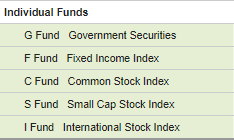 Individual Funds
G Fund Government Securities
F Fund Fixed Income Index
C Fund Common Stock Index
S Fund Small Cap Stock Index
I Fund International Stock Index